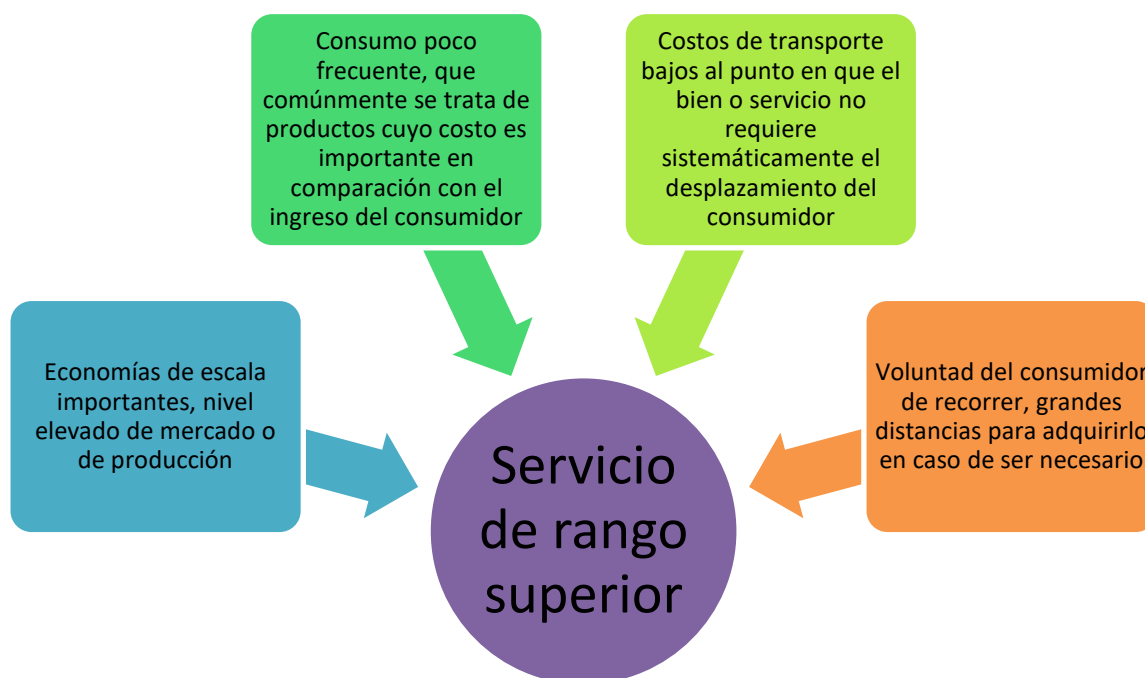 Consumo poco
frecuente, que
comúnmente se trata de
productos cuyo costo es
importante en
comparación con el
ingreso del consumidor
Costos de transporte
bajos al punto en que el
bien o servicio no
requiere
sistemáticamente el
desplazamiento del
consumidor
Economías de escala
importantes, nivel
elevado de mercado o
de producción
Voluntad del consumidor
de recorrer, grandes
distancias para adquirirlo
en caso de ser necesario
Servicio
de rango
superior